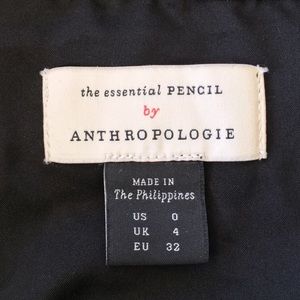 the essential PENCIL
by
ANTHROPOLOGIE
MADE IN
The Philippines
US 0
UK 4
EU 32